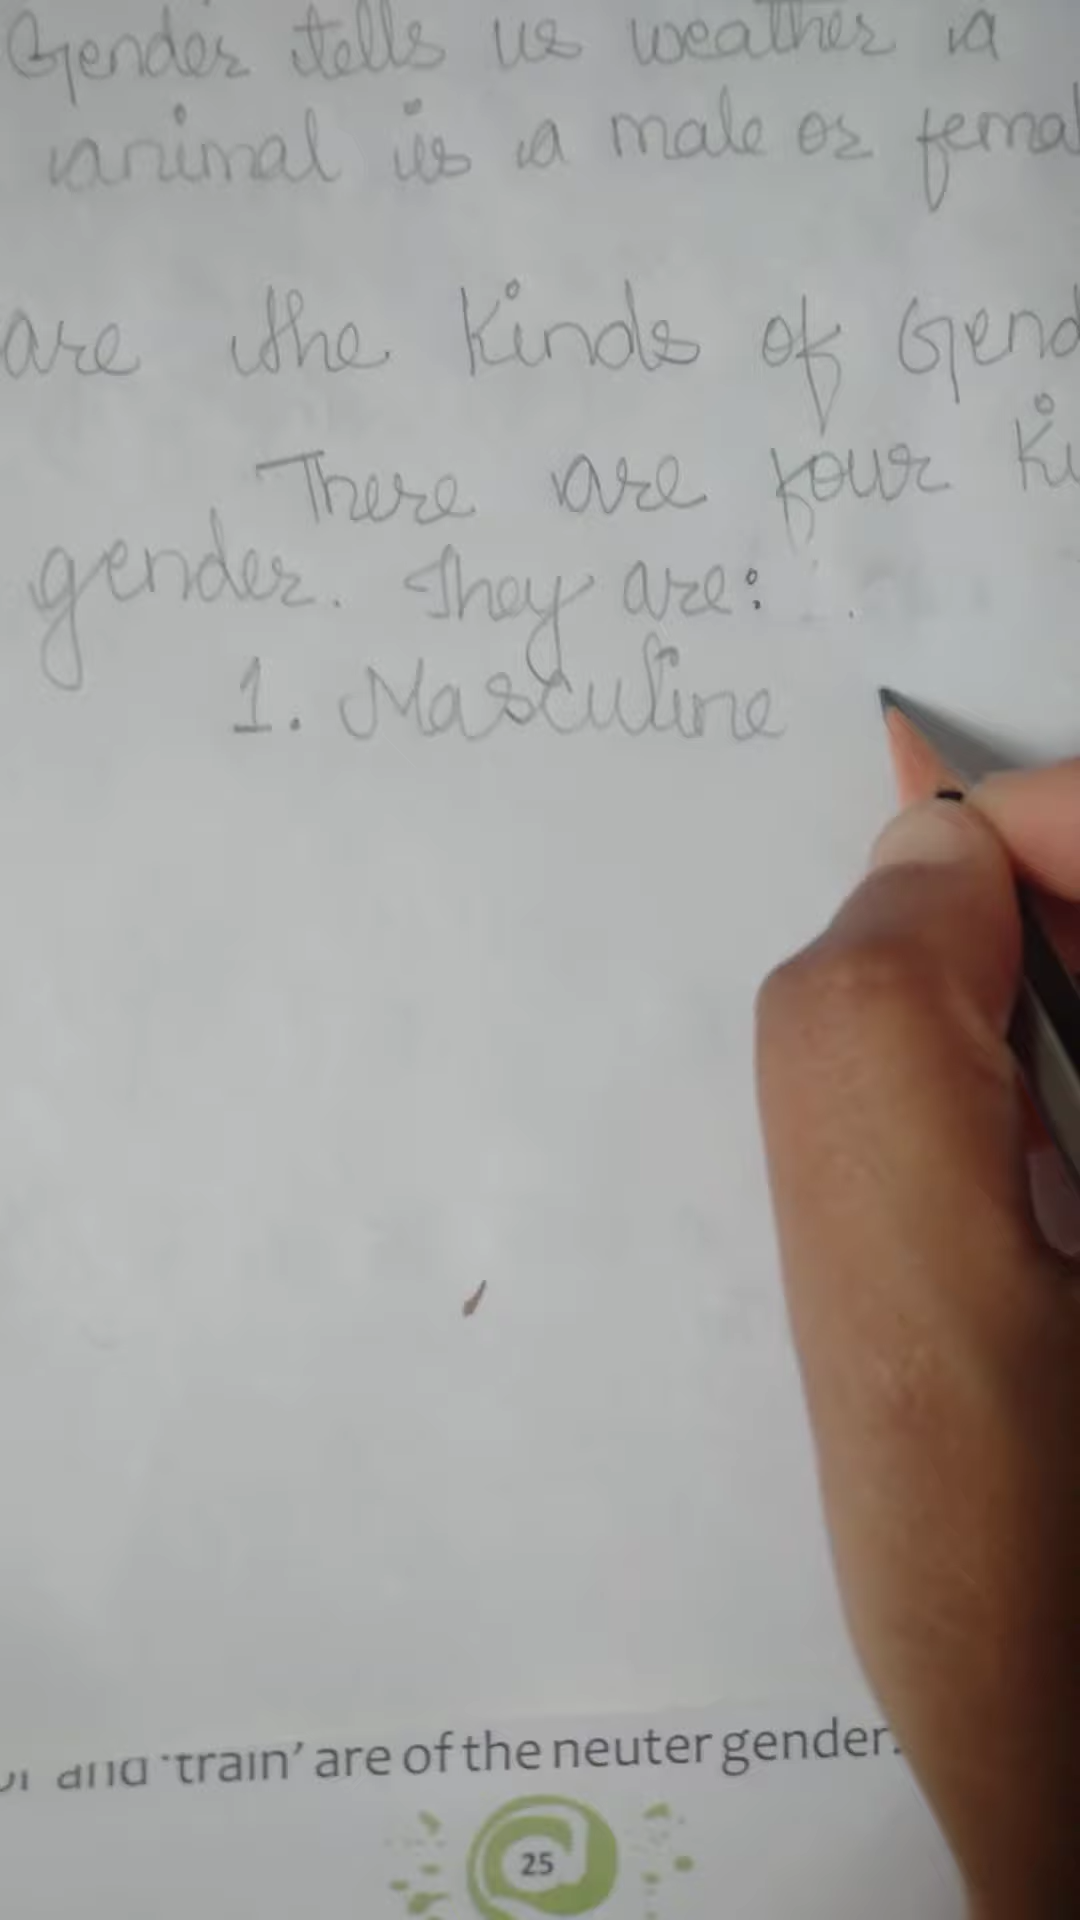 Gender tells us weather a
animal is a male or femal
are the Kinds of Gend
There are four Ki
gender. They are:
1. Masculine
and 'train' are of the neuter gender.
25